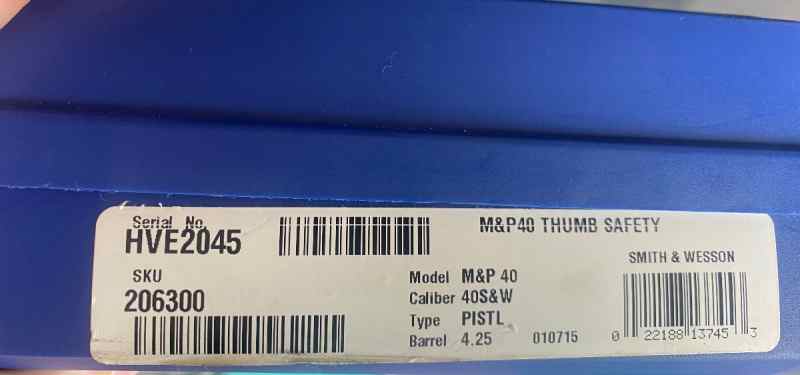 Serial No.
HVE2045
M&P40 THUMB SAFETY
SKU
206300
SMITH & WESSON
Model M&P 40
Caliber 40S&W
Type PISTL
Barrel 4.25
010715
0 22188 13745 3